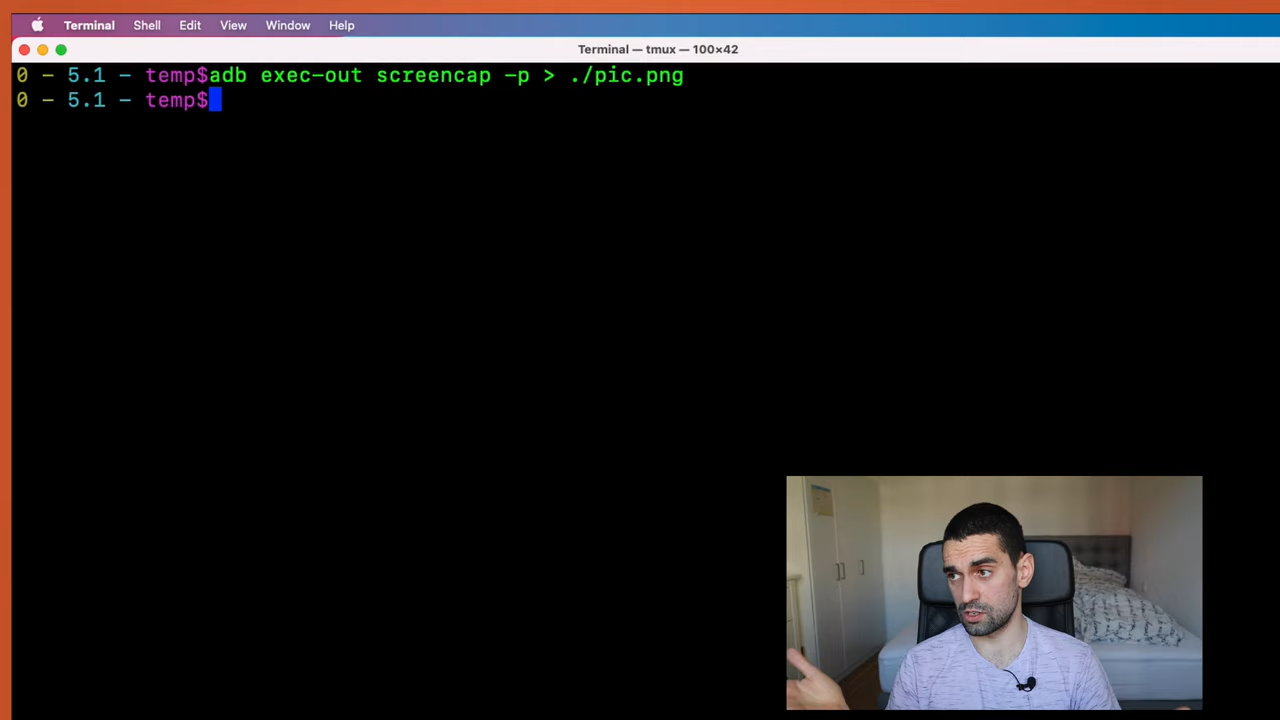 Terminal Shell Edit View Window Help
Terminal — tmux — 100×42
0 – 5.1 – temp$adb exec-out screencap -p > ./pic.png
0 – 5.1 – temp$